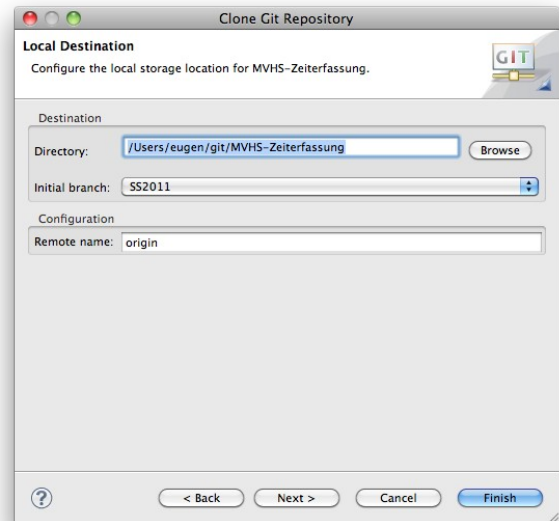 Clone Git Repository
Local Destination
Configure the local storage location for MVHS-Zeiterfassung.
GIT
Destination
Directory: /Users/eugen/git/MVHS-Zeiterfassung Browse
Initial branch: SS2011
Configuration
Remote name: origin
? < Back Next > Cancel Finish